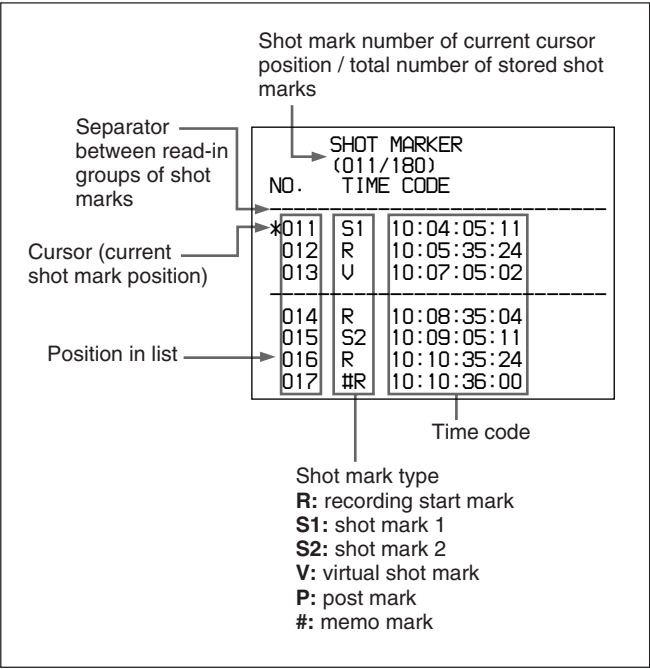 Shot mark number of current cursor
position / total number of stored shot
marks
Separator
between read-in
groups of shot
marks
SHOT MARKER
(011/180)
NO. TIME CODE
Cursor (current
shot mark position)
*011 S1 10:04:05:11
012 R 10:05:35:24
013 V 10:07:05:02
Position in list
014 R 10:08:35:04
015 S2 10:09:05:11
016 R 10:10:35:24
017 #R 10:10:36:00
Time code
Shot mark type
R: recording start mark
S1: shot mark 1
S2: shot mark 2
V: virtual shot mark
P: post mark
#: memo mark